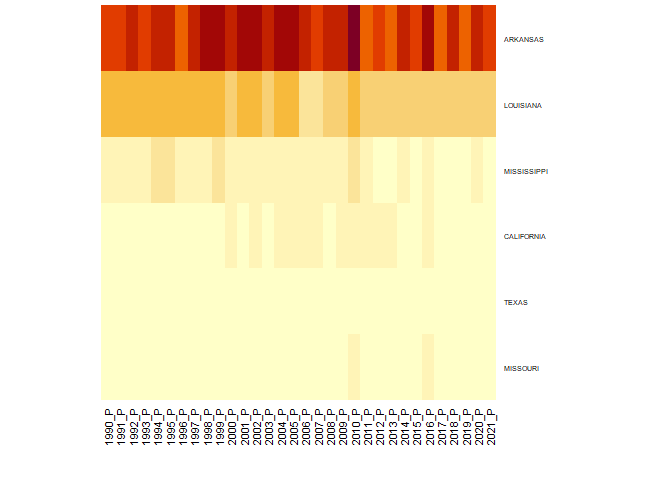 ARKANSAS
LOUISIANA
MISSISSIPPI
CALIFORNIA
TEXAS
MISSOURI
1990_P
1991_P
1992_P
1993_P
1994_P
1995_P
1996_P
1997_P
1998_P
1999_P
2000_P
2001_P
2002_P
2003_P
2004_P
2005_P
2006_P
2007_P
2008_P
2009_P
2010_P
2011_P
2012_P
2013_P
2014_P
2015_P
2016_P
2017_P
2018_P
2019_P
2020_P
2021_P